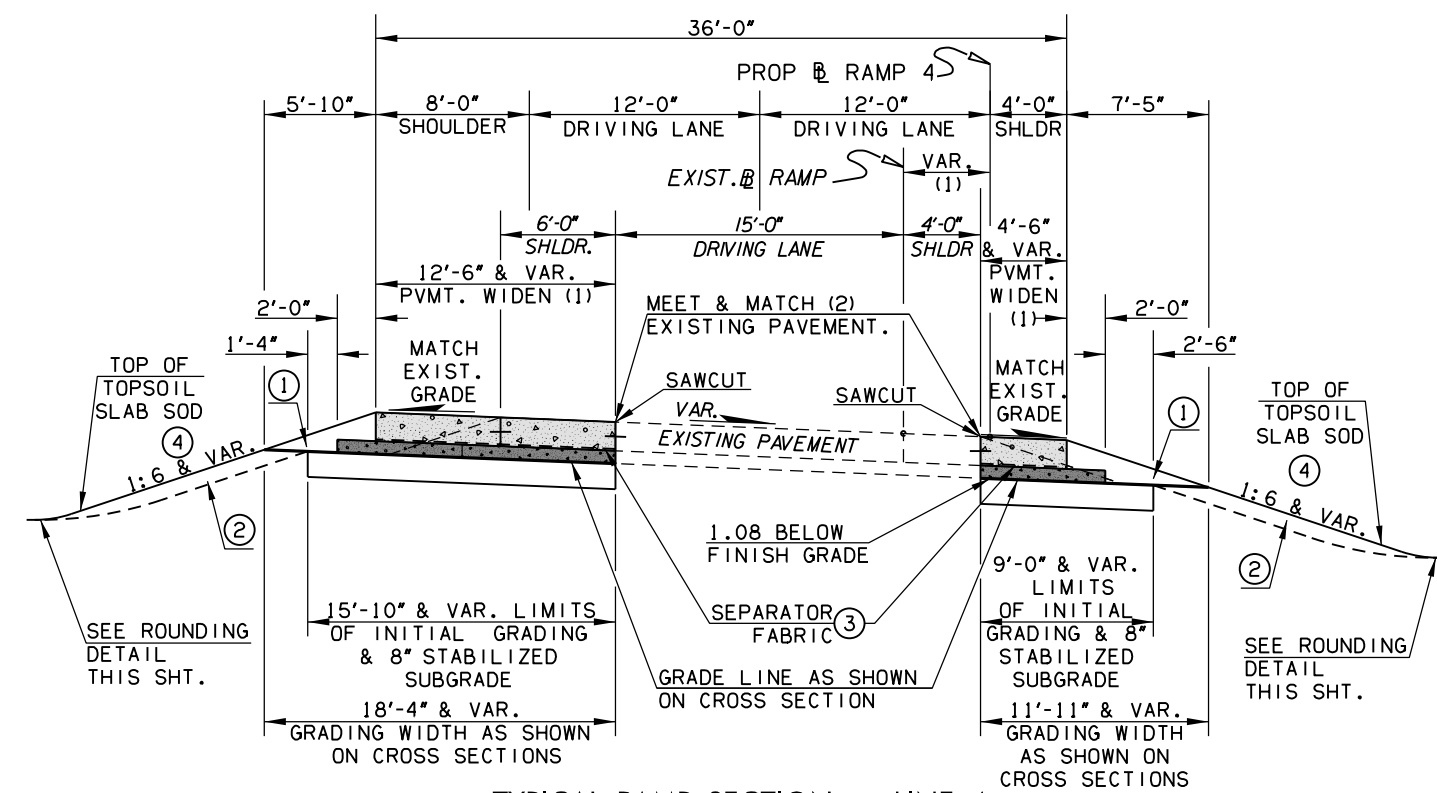 36'-0"
PROP ℄ RAMP 4
5'-10"
8'-0"
SHOULDER
12'-0"
DRIVING LANE
12'-0"
DRIVING LANE
4'-0"
SHLDR
7'-5"
EXIST. ℄ RAMP
VAR.
(1)
6'-0"
SHLDR.
15'-0"
DRIVING LANE
4'-0"
SHLDR
4'-6"
& VAR.
PVMT.
WIDEN
(1)
12'-6" & VAR.
PVMT. WIDEN (1)
2'-0"
1'-4"
MEET & MATCH (2)
EXISTING PAVEMENT.
2'-0"
2'-6"
TOP OF
TOPSOIL
SLAB SOD
4
1
MATCH
EXIST.
GRADE
SAWCUT
SAWCUT
MATCH
EXIST.
GRADE
1
TOP OF
TOPSOIL
SLAB SOD
4
VAR.
EXISTING PAVEMENT
1:6 & VAR.
2
1:6 & VAR.
2
1.08 BELOW
FINISH GRADE
SEPARATOR
FABRIC 3
GRADE LINE AS SHOWN
ON CROSS SECTION
SEE ROUNDING
DETAIL
THIS SHT.
15'-10" & VAR. LIMITS
OF INITIAL GRADING
& 8" STABILIZED
SUBGRADE
18'-4" & VAR.
GRADING WIDTH AS SHOWN
ON CROSS SECTIONS
9'-0" & VAR.
LIMITS
OF INITIAL
GRADING & 8"
STABILIZED
SUBGRADE
11'-11" & VAR.
GRADING WIDTH
AS SHOWN ON
CROSS SECTIONS
SEE ROUNDING
DETAIL
THIS SHT.